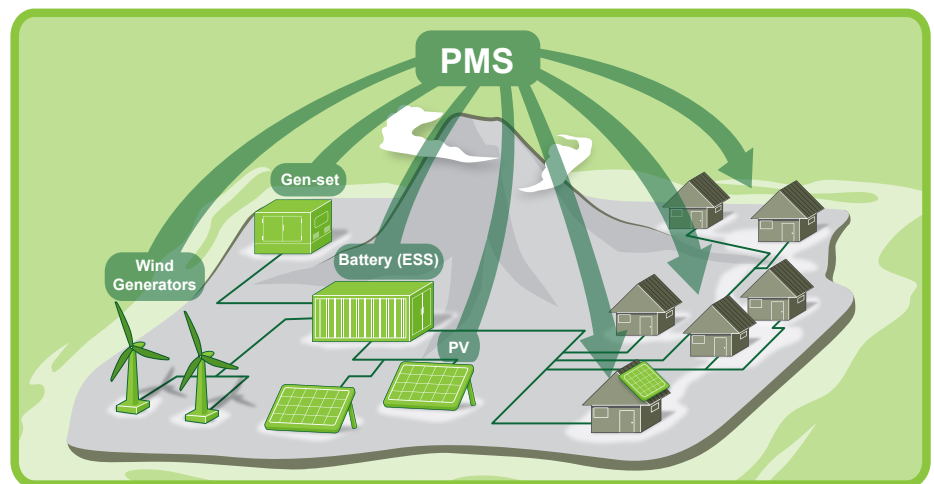 PMS
Gen-set
Battery (ESS)
Wind
Generators
PV